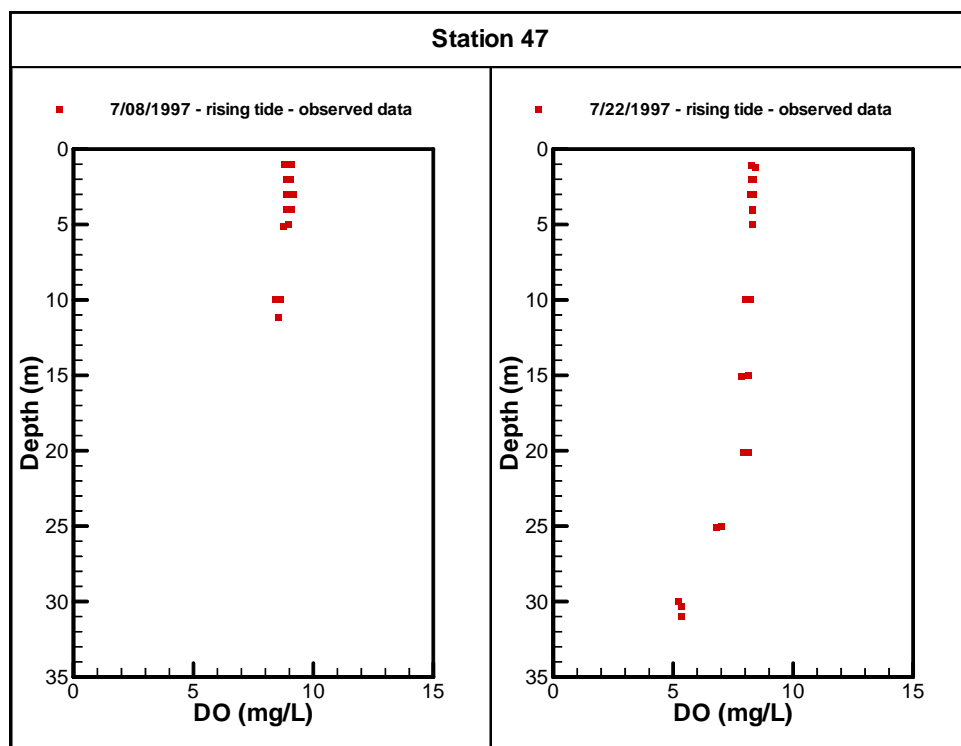 Station 47
7/08/1997 - rising tide - observed data
0
5
10
15
20
25
30
35
Depth (m)
0 5 10 15
DO (mg/L)
7/22/1997 - rising tide - observed data
0
5
10
15
20
25
30
35
Depth (m)
0 5 10 15
DO (mg/L)